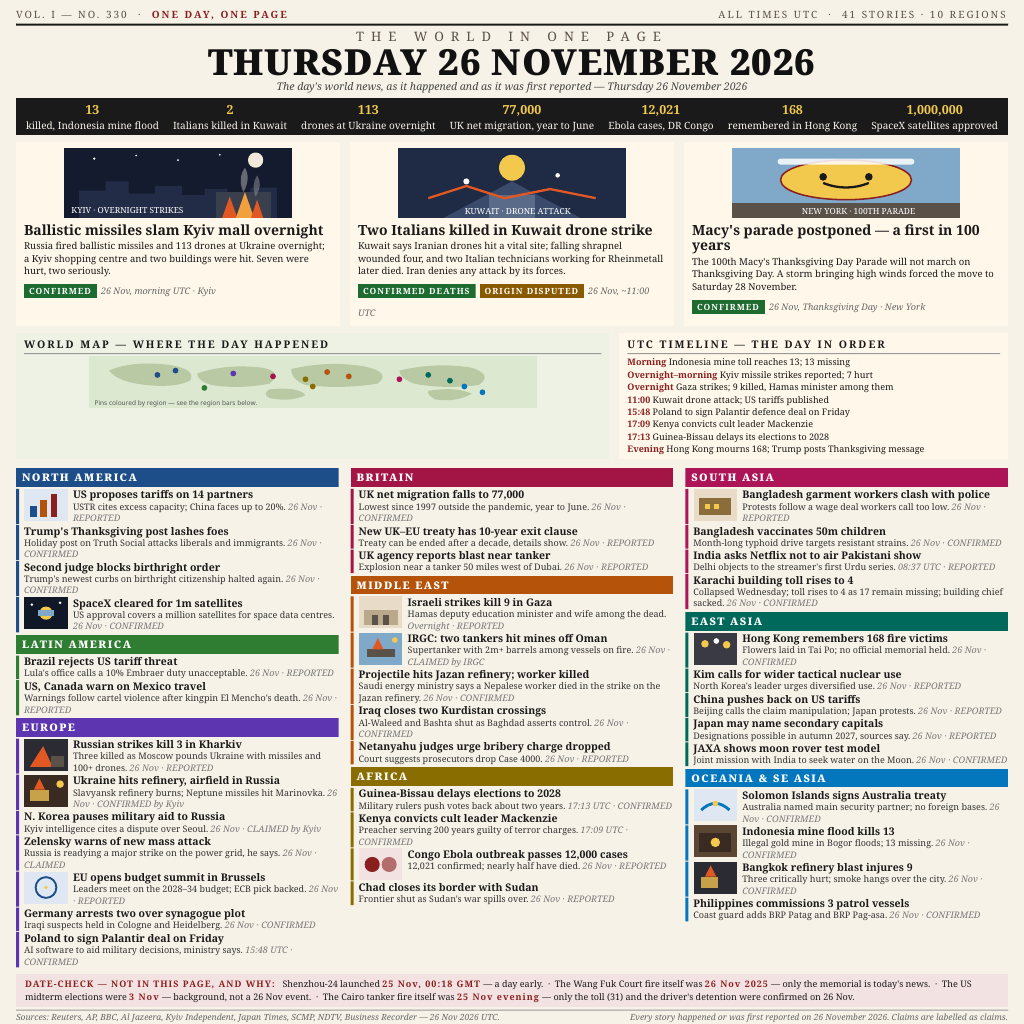 VOL. I — NO. 330 · ONE DAY, ONE PAGE
ALL TIMES UTC · 41 STORIES · 10 REGIONS
THE WORLD IN ONE PAGE
THURSDAY 26 NOVEMBER 2026
The day's world news, as it happened and as it was first reported — Thursday 26 November 2026
13
killed, Indonesia mine flood
2
Italians killed in Kuwait
113
drones at Ukraine overnight
77,000
UK net migration, year to June
12,021
Ebola cases, DR Congo
168
remembered in Hong Kong
1,000,000
SpaceX satellites approved
KYIV · OVERNIGHT STRIKES
Ballistic missiles slam Kyiv mall overnight
Russia fired ballistic missiles and 113 drones at Ukraine overnight;
a Kyiv shopping centre and two buildings were hit. Seven were
hurt, two seriously.
CONFIRMED 26 Nov, morning UTC · Kyiv
KUWAIT · DRONE ATTACK
Two Italians killed in Kuwait drone strike
Kuwait says Iranian drones hit a vital site; falling shrapnel
wounded four, and two Italian technicians working for Rheinmetall
later died. Iran denies any attack by its forces.
CONFIRMED DEATHS ORIGIN DISPUTED 26 Nov, ~11:00
UTC
NEW YORK · 100TH PARADE
Macy's parade postponed — a first in 100
years
The 100th Macy's Thanksgiving Day Parade will not march on
Thanksgiving Day. A storm bringing high winds forced the move to
Saturday 28 November.
CONFIRMED 26 Nov, Thanksgiving Day · New York
WORLD MAP — WHERE THE DAY HAPPENED
Pins coloured by region — see the region bars below.
UTC TIMELINE — THE DAY IN ORDER
Morning Indonesia mine toll reaches 13; 13 missing
Overnight–morning Kyiv missile strikes reported; 7 hurt
Overnight Gaza strikes; 9 killed, Hamas minister among them
11:00 Kuwait drone attack; US tariffs published
15:48 Poland to sign Palantir defence deal on Friday
17:09 Kenya convicts cult leader Mackenzie
17:13 Guinea-Bissau delays its elections to 2028
Evening Hong Kong mourns 168; Trump posts Thanksgiving message
NORTH AMERICA
US proposes tariffs on 14 partners
USTR cites excess capacity; China faces up to 20%. 26 Nov ·
REPORTED
Trump's Thanksgiving post lashes foes
Holiday post on Truth Social attacks liberals and immigrants. 26 Nov ·
CONFIRMED
Second judge blocks birthright order
Trump's newest curbs on birthright citizenship halted again. 26 Nov ·
CONFIRMED
SpaceX cleared for 1m satellites
US approval covers a million satellites for space data centres.
26 Nov · CONFIRMED
LATIN AMERICA
Brazil rejects US tariff threat
Lula's office calls a 10% Embraer duty unacceptable. 26 Nov · REPORTED
US, Canada warn on Mexico travel
Warnings follow cartel violence after kingpin El Mencho's death. 26 Nov ·
REPORTED
EUROPE
Russian strikes kill 3 in Kharkiv
Three killed as Moscow pounds Ukraine with missiles and
100+ drones. 26 Nov · REPORTED
Ukraine hits refinery, airfield in Russia
Slavyansk refinery burns; Neptune missiles hit Marinovka. 26
Nov · CONFIRMED by Kyiv
N. Korea pauses military aid to Russia
Kyiv intelligence cites a dispute over Seoul. 26 Nov · CLAIMED by Kyiv
Zelensky warns of new mass attack
Russia is readying a major strike on the power grid, he says. 26 Nov ·
CLAIMED
EU opens budget summit in Brussels
Leaders meet on the 2028–34 budget; ECB pick backed. 26 Nov
· REPORTED
Germany arrests two over synagogue plot
Iraqi suspects held in Cologne and Heidelberg. 26 Nov · CONFIRMED
Poland to sign Palantir deal on Friday
AI software to aid military decisions, ministry says. 15:48 UTC ·
CONFIRMED
BRITAIN
UK net migration falls to 77,000
Lowest since 1997 outside the pandemic, year to June. 26 Nov ·
CONFIRMED
New UK–EU treaty has 10-year exit clause
Treaty can be ended after a decade, details show. 26 Nov · REPORTED
UK agency reports blast near tanker
Explosion near a tanker 50 miles west of Dubai. 26 Nov · REPORTED
MIDDLE EAST
Israeli strikes kill 9 in Gaza
Hamas deputy education minister and wife among the dead.
Overnight · REPORTED
IRGC: two tankers hit mines off Oman
Supertanker with 2m+ barrels among vessels on fire. 26 Nov ·
CLAIMED by IRGC
Projectile hits Jazan refinery; worker killed
Saudi energy ministry says a Nepalese worker died in the strike on the
Jazan refinery. 26 Nov · CONFIRMED
Iraq closes two Kurdistan crossings
Al-Waleed and Bashta shut as Baghdad asserts control. 26 Nov ·
CONFIRMED
Netanyahu judges urge bribery charge dropped
Court suggests prosecutors drop Case 4000. 26 Nov · REPORTED
AFRICA
Guinea-Bissau delays elections to 2028
Military rulers push votes back about two years. 17:13 UTC · CONFIRMED
Kenya convicts cult leader Mackenzie
Preacher serving 200 years guilty of terror charges. 17:09 UTC ·
CONFIRMED
Congo Ebola outbreak passes 12,000 cases
12,021 confirmed; nearly half have died. 26 Nov · REPORTED
Chad closes its border with Sudan
Frontier shut as Sudan's war spills over. 26 Nov · REPORTED
SOUTH ASIA
Bangladesh garment workers clash with police
Protests follow a wage deal workers call too low. 26 Nov ·
REPORTED
Bangladesh vaccinates 50m children
Month-long typhoid drive targets resistant strains. 26 Nov · CONFIRMED
India asks Netflix not to air Pakistani show
Delhi objects to the streamer's first Urdu series. 08:37 UTC · REPORTED
Karachi building toll rises to 4
Collapsed Wednesday; toll rises to 4 as 17 remain missing; building chief
sacked. 26 Nov · CONFIRMED
EAST ASIA
Hong Kong remembers 168 fire victims
Flowers laid in Tai Po; no official memorial held. 26 Nov ·
CONFIRMED
Kim calls for wider tactical nuclear use
North Korea's leader urges diversified use. 26 Nov · REPORTED
China pushes back on US tariffs
Beijing calls the claim manipulation; Japan protests. 26 Nov · REPORTED
Japan may name secondary capitals
Designations possible in autumn 2027, sources say. 26 Nov · REPORTED
JAXA shows moon rover test model
Joint mission with India to seek water on the Moon. 26 Nov · CONFIRMED
OCEANIA & SE ASIA
Solomon Islands signs Australia treaty
Australia named main security partner; no foreign bases. 26
Nov · CONFIRMED
Indonesia mine flood kills 13
Illegal gold mine in Bogor floods; 13 missing. 26 Nov ·
CONFIRMED
Bangkok refinery blast injures 9
Three critically hurt; smoke hangs over the city. 26 Nov ·
CONFIRMED
Philippines commissions 3 patrol vessels
Coast guard adds BRP Patag and BRP Pag-asa. 26 Nov · CONFIRMED
DATE-CHECK — NOT IN THIS PAGE, AND WHY: Shenzhou-24 launched 25 Nov, 00:18 GMT — a day early. · The Wang Fuk Court fire itself was 26 Nov 2025 — only the memorial is today's news. · The US
midterm elections were 3 Nov — background, not a 26 Nov event. · The Cairo tanker fire itself was 25 Nov evening — only the toll (31) and the driver's detention were confirmed on 26 Nov.
Sources: Reuters, AP, BBC, Al Jazeera, Kyiv Independent, Japan Times, SCMP, NDTV, Business Recorder — 26 Nov 2026 UTC.
Every story happened or was first reported on 26 November 2026. Claims are labelled as claims.